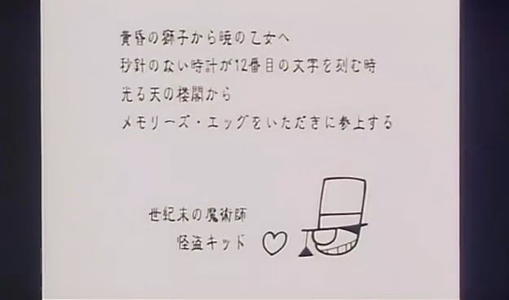 黄昏の獅子から暁の乙女へ
秒針のない時計が12番目の文字を刻む時
光る天の楼閣から
メモリーズ・エッグをいただきに参上する
世紀末の魔術師
怪盗キッド